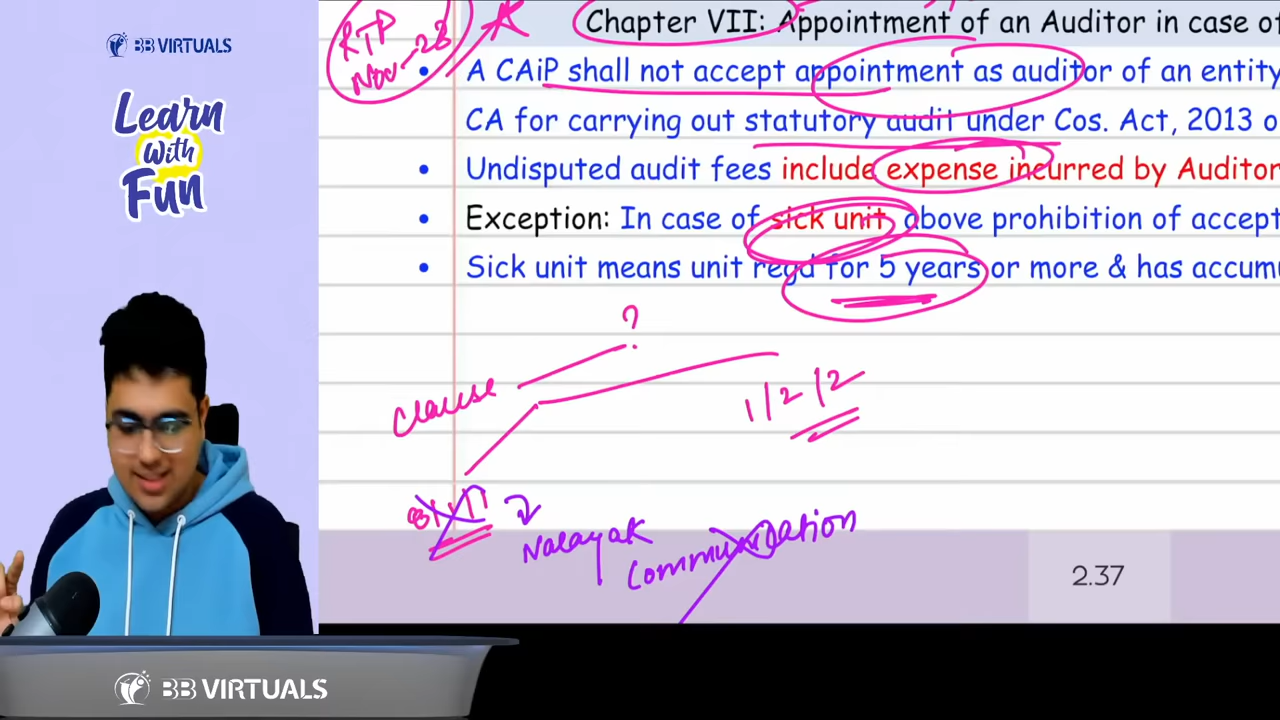 BB VIRTUALS
Learn
With
Fun
RTP
Nov-23
Chapter VII: Appointment of an Auditor in case of
• A CAiP shall not accept appointment as auditor of an entity
CA for carrying out statutory audit under Cos. Act, 2013 o
• Undisputed audit fees include expense incurred by Auditor
• Exception: In case of sick unit above prohibition of accept
• Sick unit means unit regd for 5 years or more & has accum
?
Clause
1/2/2
Nalayak
Communication
2.37
BB VIRTUALS